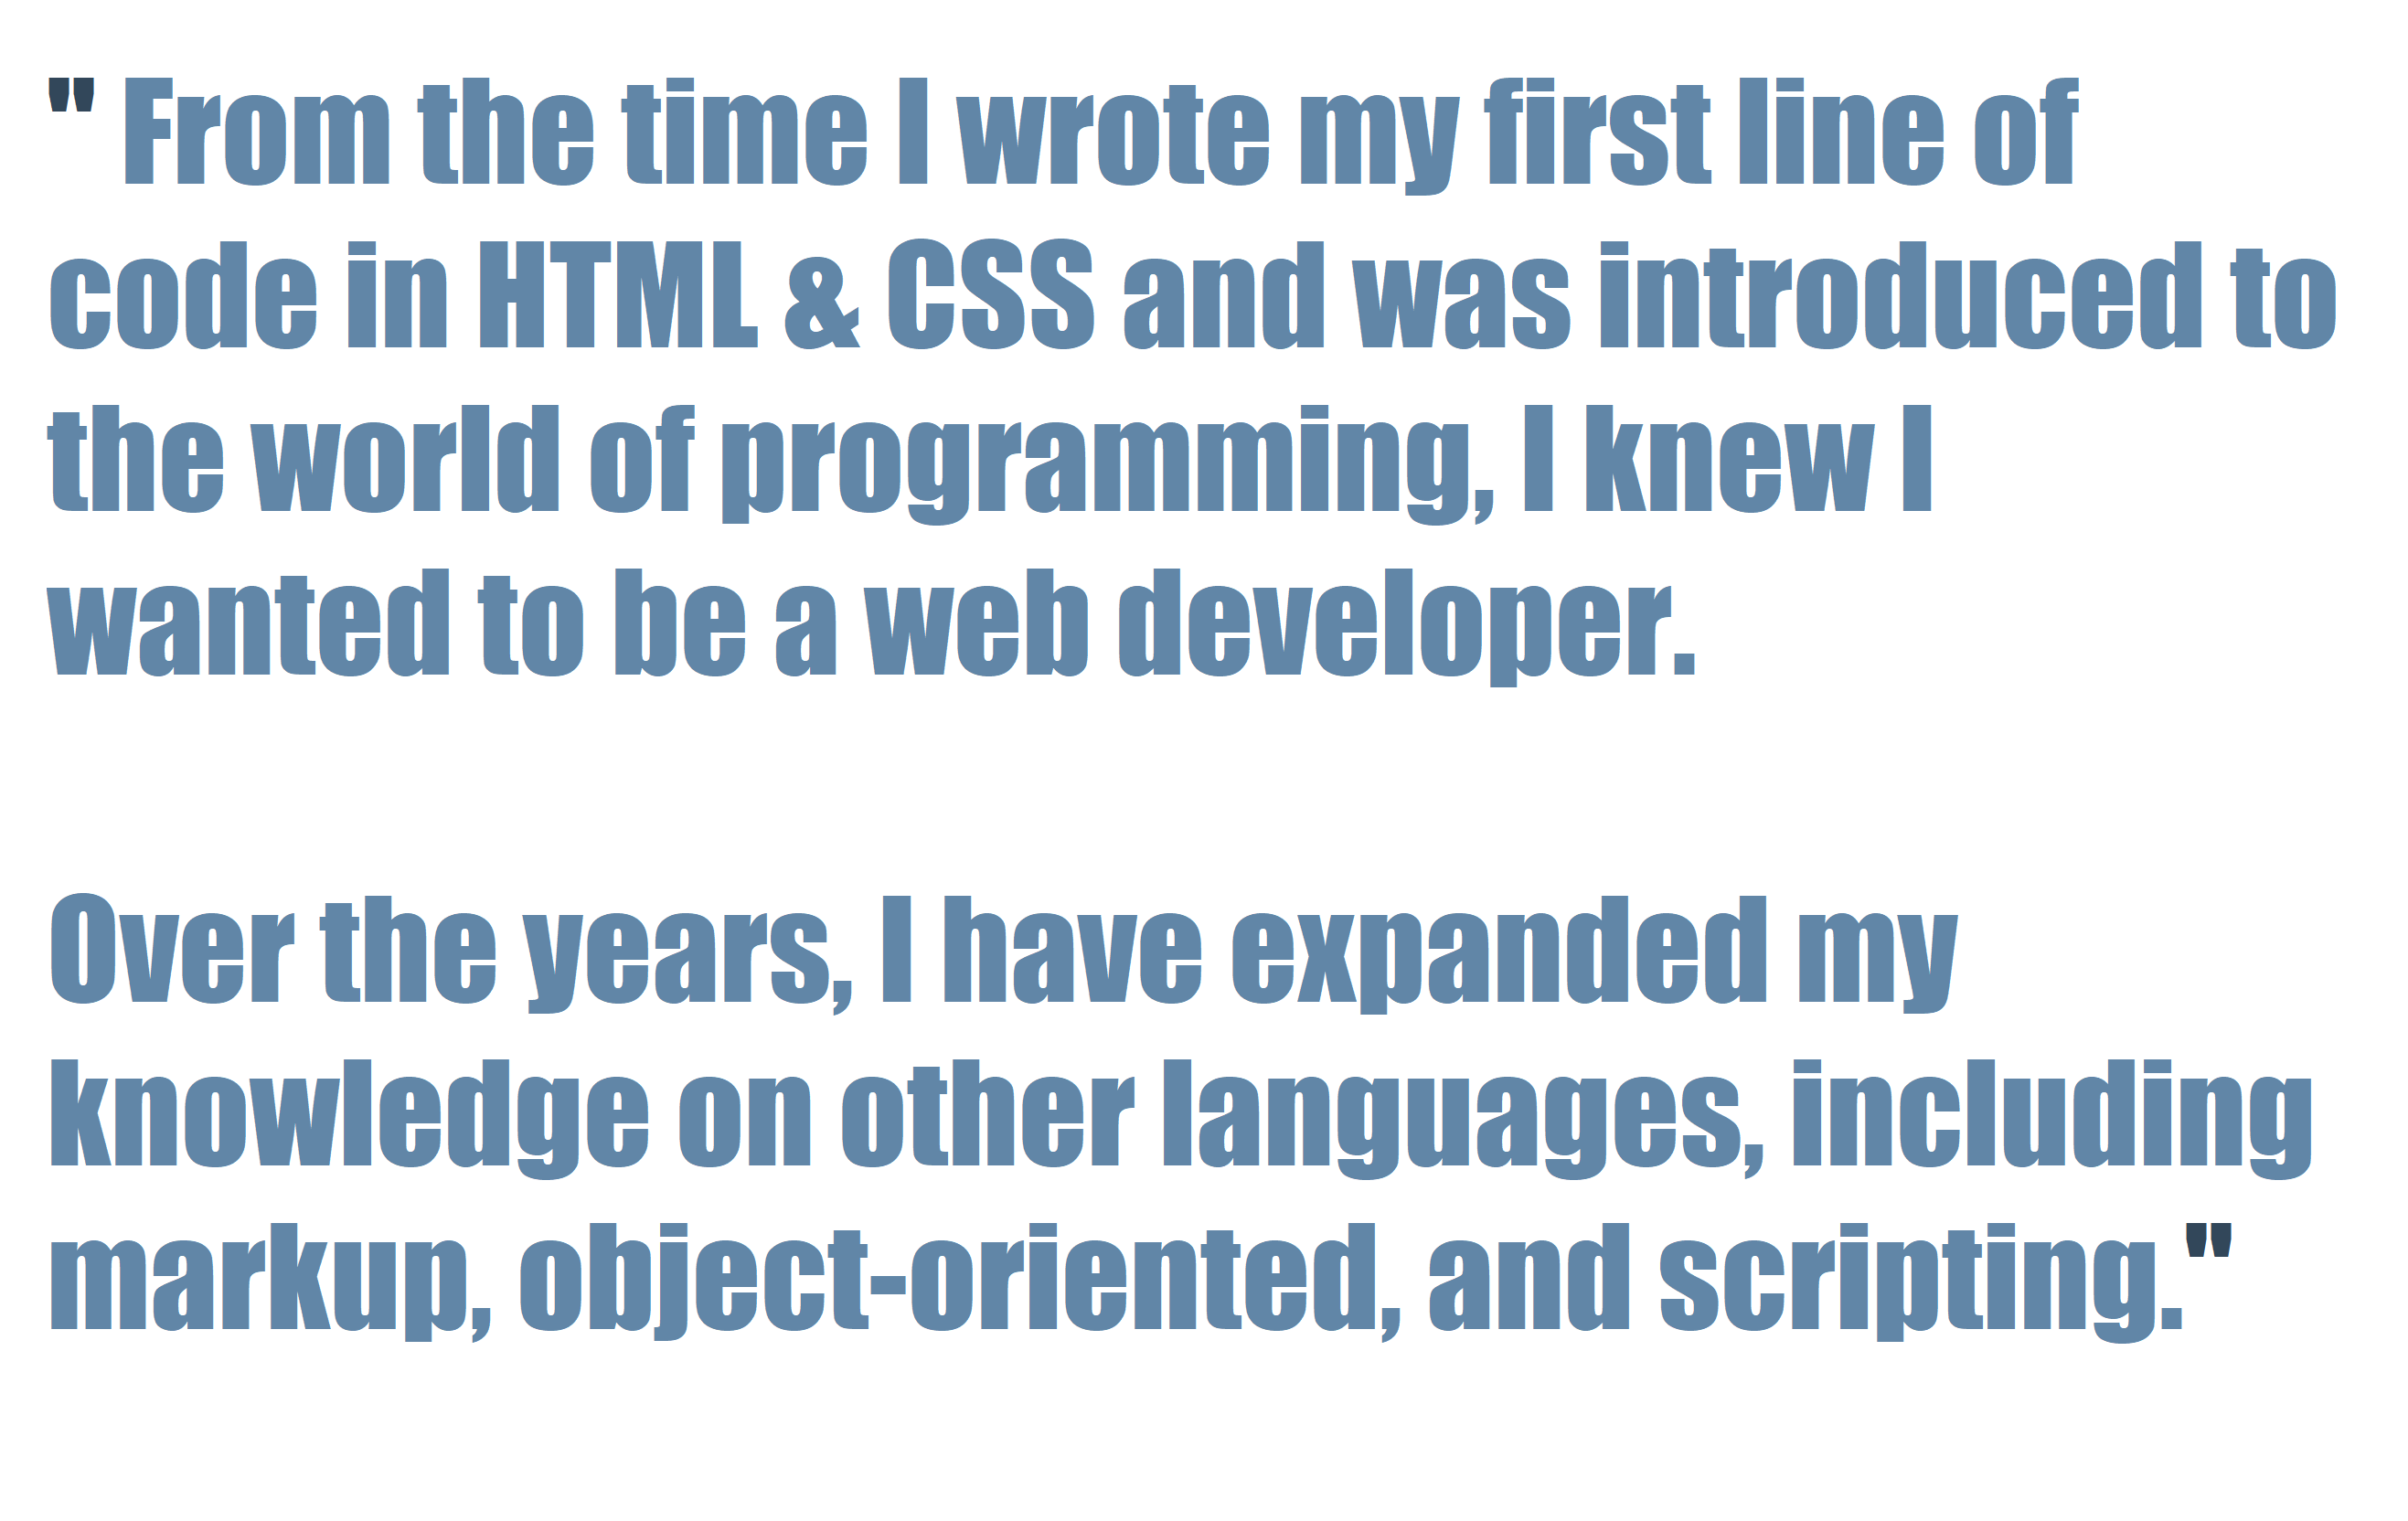 " From the time I wrote my first line of
code in HTML & CSS and was introduced to
the world of programming, I knew I
wanted to be a web developer.
Over the years, I have expanded my
knowledge on other languages, including
markup, object-oriented, and scripting."